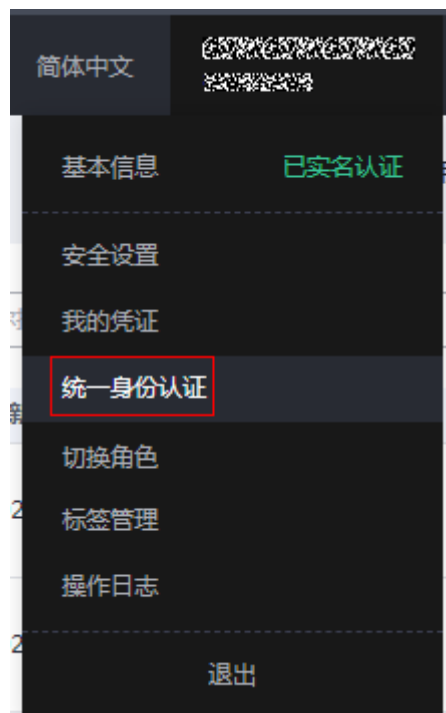 简体中文
基本信息 已实名认证
安全设置
我的凭证
统一身份认证
切换角色
标签管理
操作日志
退出